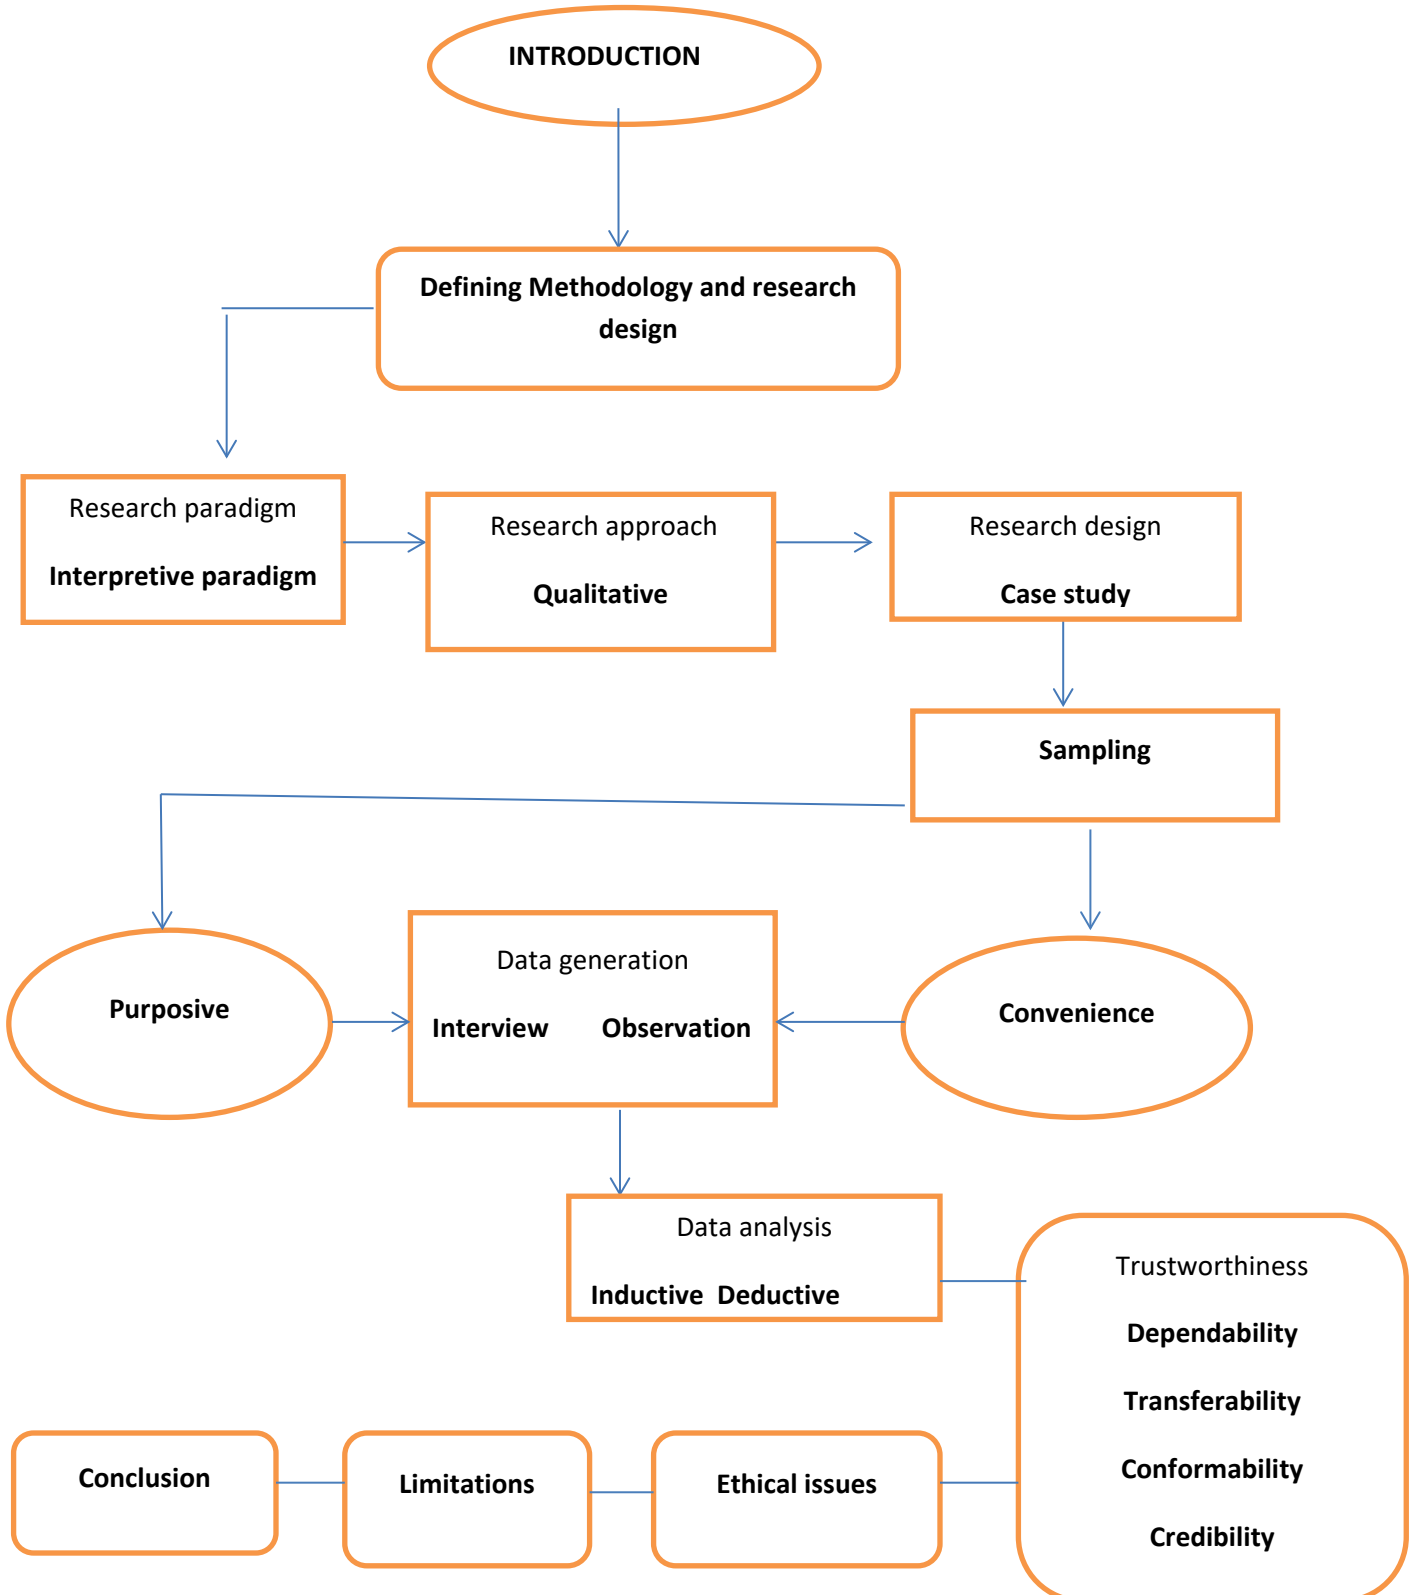 INTRODUCTION
Defining Methodology and research
design
Research paradigm
Interpretive paradigm
Research approach
Qualitative
Research design
Case study
Sampling
Purposive
Data generation
Interview Observation
Convenience
Data analysis
Inductive Deductive
Trustworthiness
Dependability
Transferability
Conformability
Credibility
Ethical issues
Limitations
Conclusion